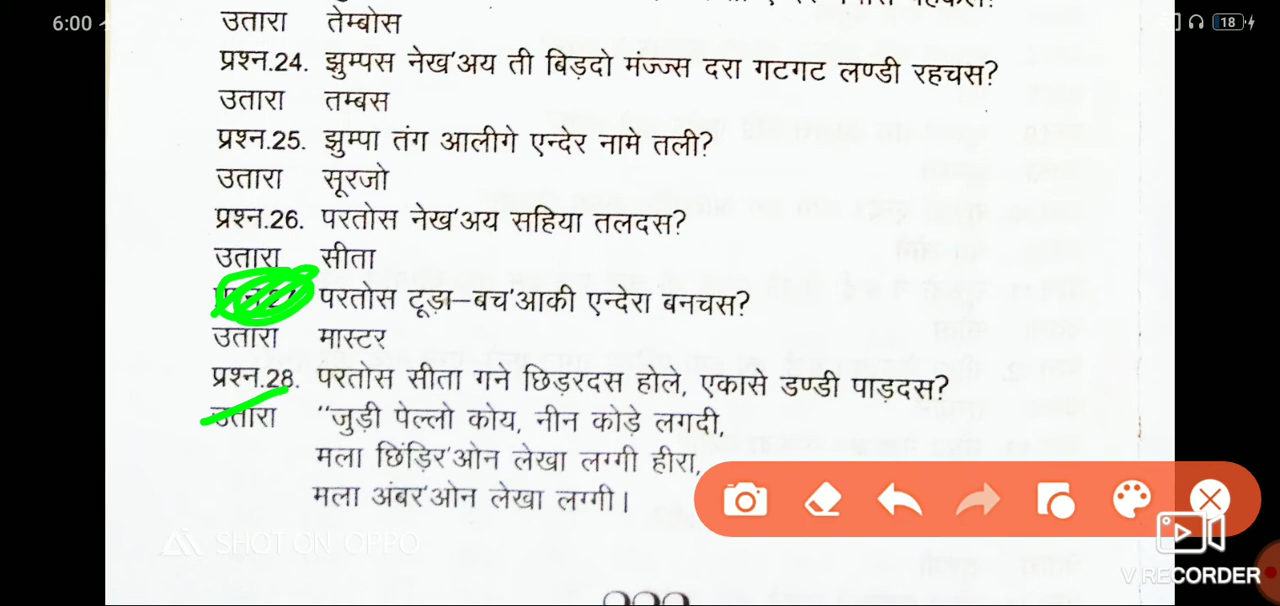 6:00
18
उतारा तेम्बोस
प्रश्न.24. झुम्पस नेख'अय ती बिड़दो मंज्ज्स दरा गटगट लण्डी रहचस?
उतारा तम्बस
प्रश्न.25. झुम्पा तंग आलीगे एन्देर नामे तली?
उतारा सूरजो
प्रश्न.26. परतोस नेख'अय सहिया तलदस?
उतारा सीता
परतोस टूड़ा–बच'आकी एन्देरा बनचस?
उतारा मास्टर
प्रश्न.28. परतोस सीता गने छिड़रदस होले, एकासे डण्डी पाड़दस?
उतारा “जुड़ी पेल्लो कोय, नीन कोड़े लगदी,
मला छिंड़िर'ओन लेखा लग्गी हीरा,
मला अंबर'ओन लेखा लग्गी।
SHOT ON OPPO
V RECORDER